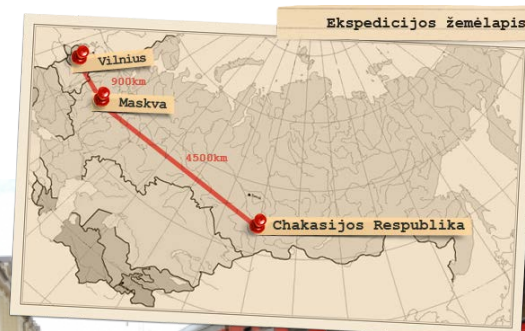 Ekspedicijos žemėlapis
Vilnius
900km
Maskva
4500km
Chakasijos Respublika